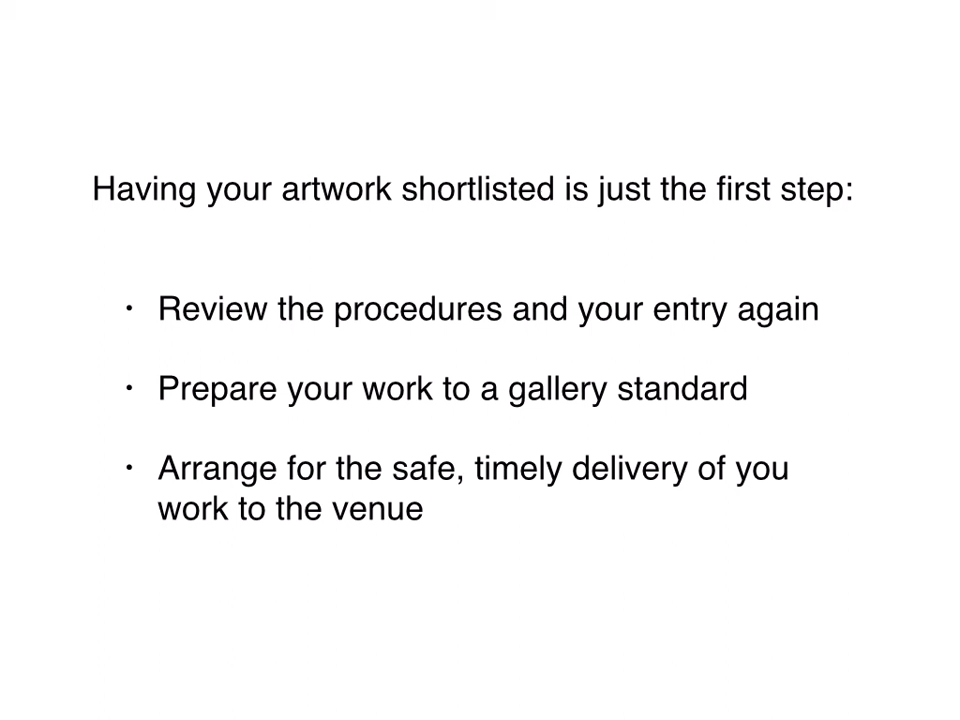 Having your artwork shortlisted is just the first step:
· Review the procedures and your entry again
· Prepare your work to a gallery standard
· Arrange for the safe, timely delivery of you
work to the venue